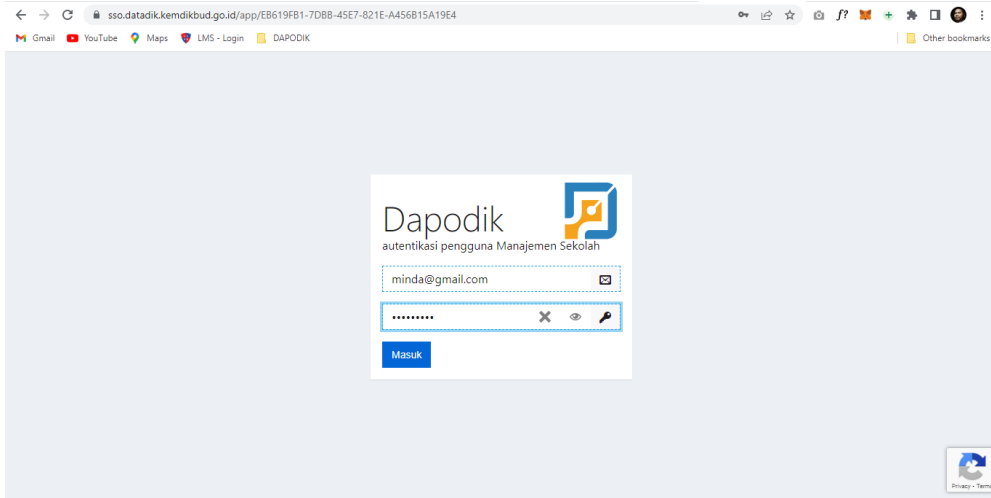 sso.datadik.kemdikbud.go.id/app/EB619FB1-7DBB-45E7-821E-A456B15A19E4
f?
Gmail YouTube Maps LMS - Login DAPODIK Other bookmarks
Dapodik
autentikasi pengguna Manajemen Sekolah
minda@gmail.com
•••••••••
Masuk
Privacy - Terms